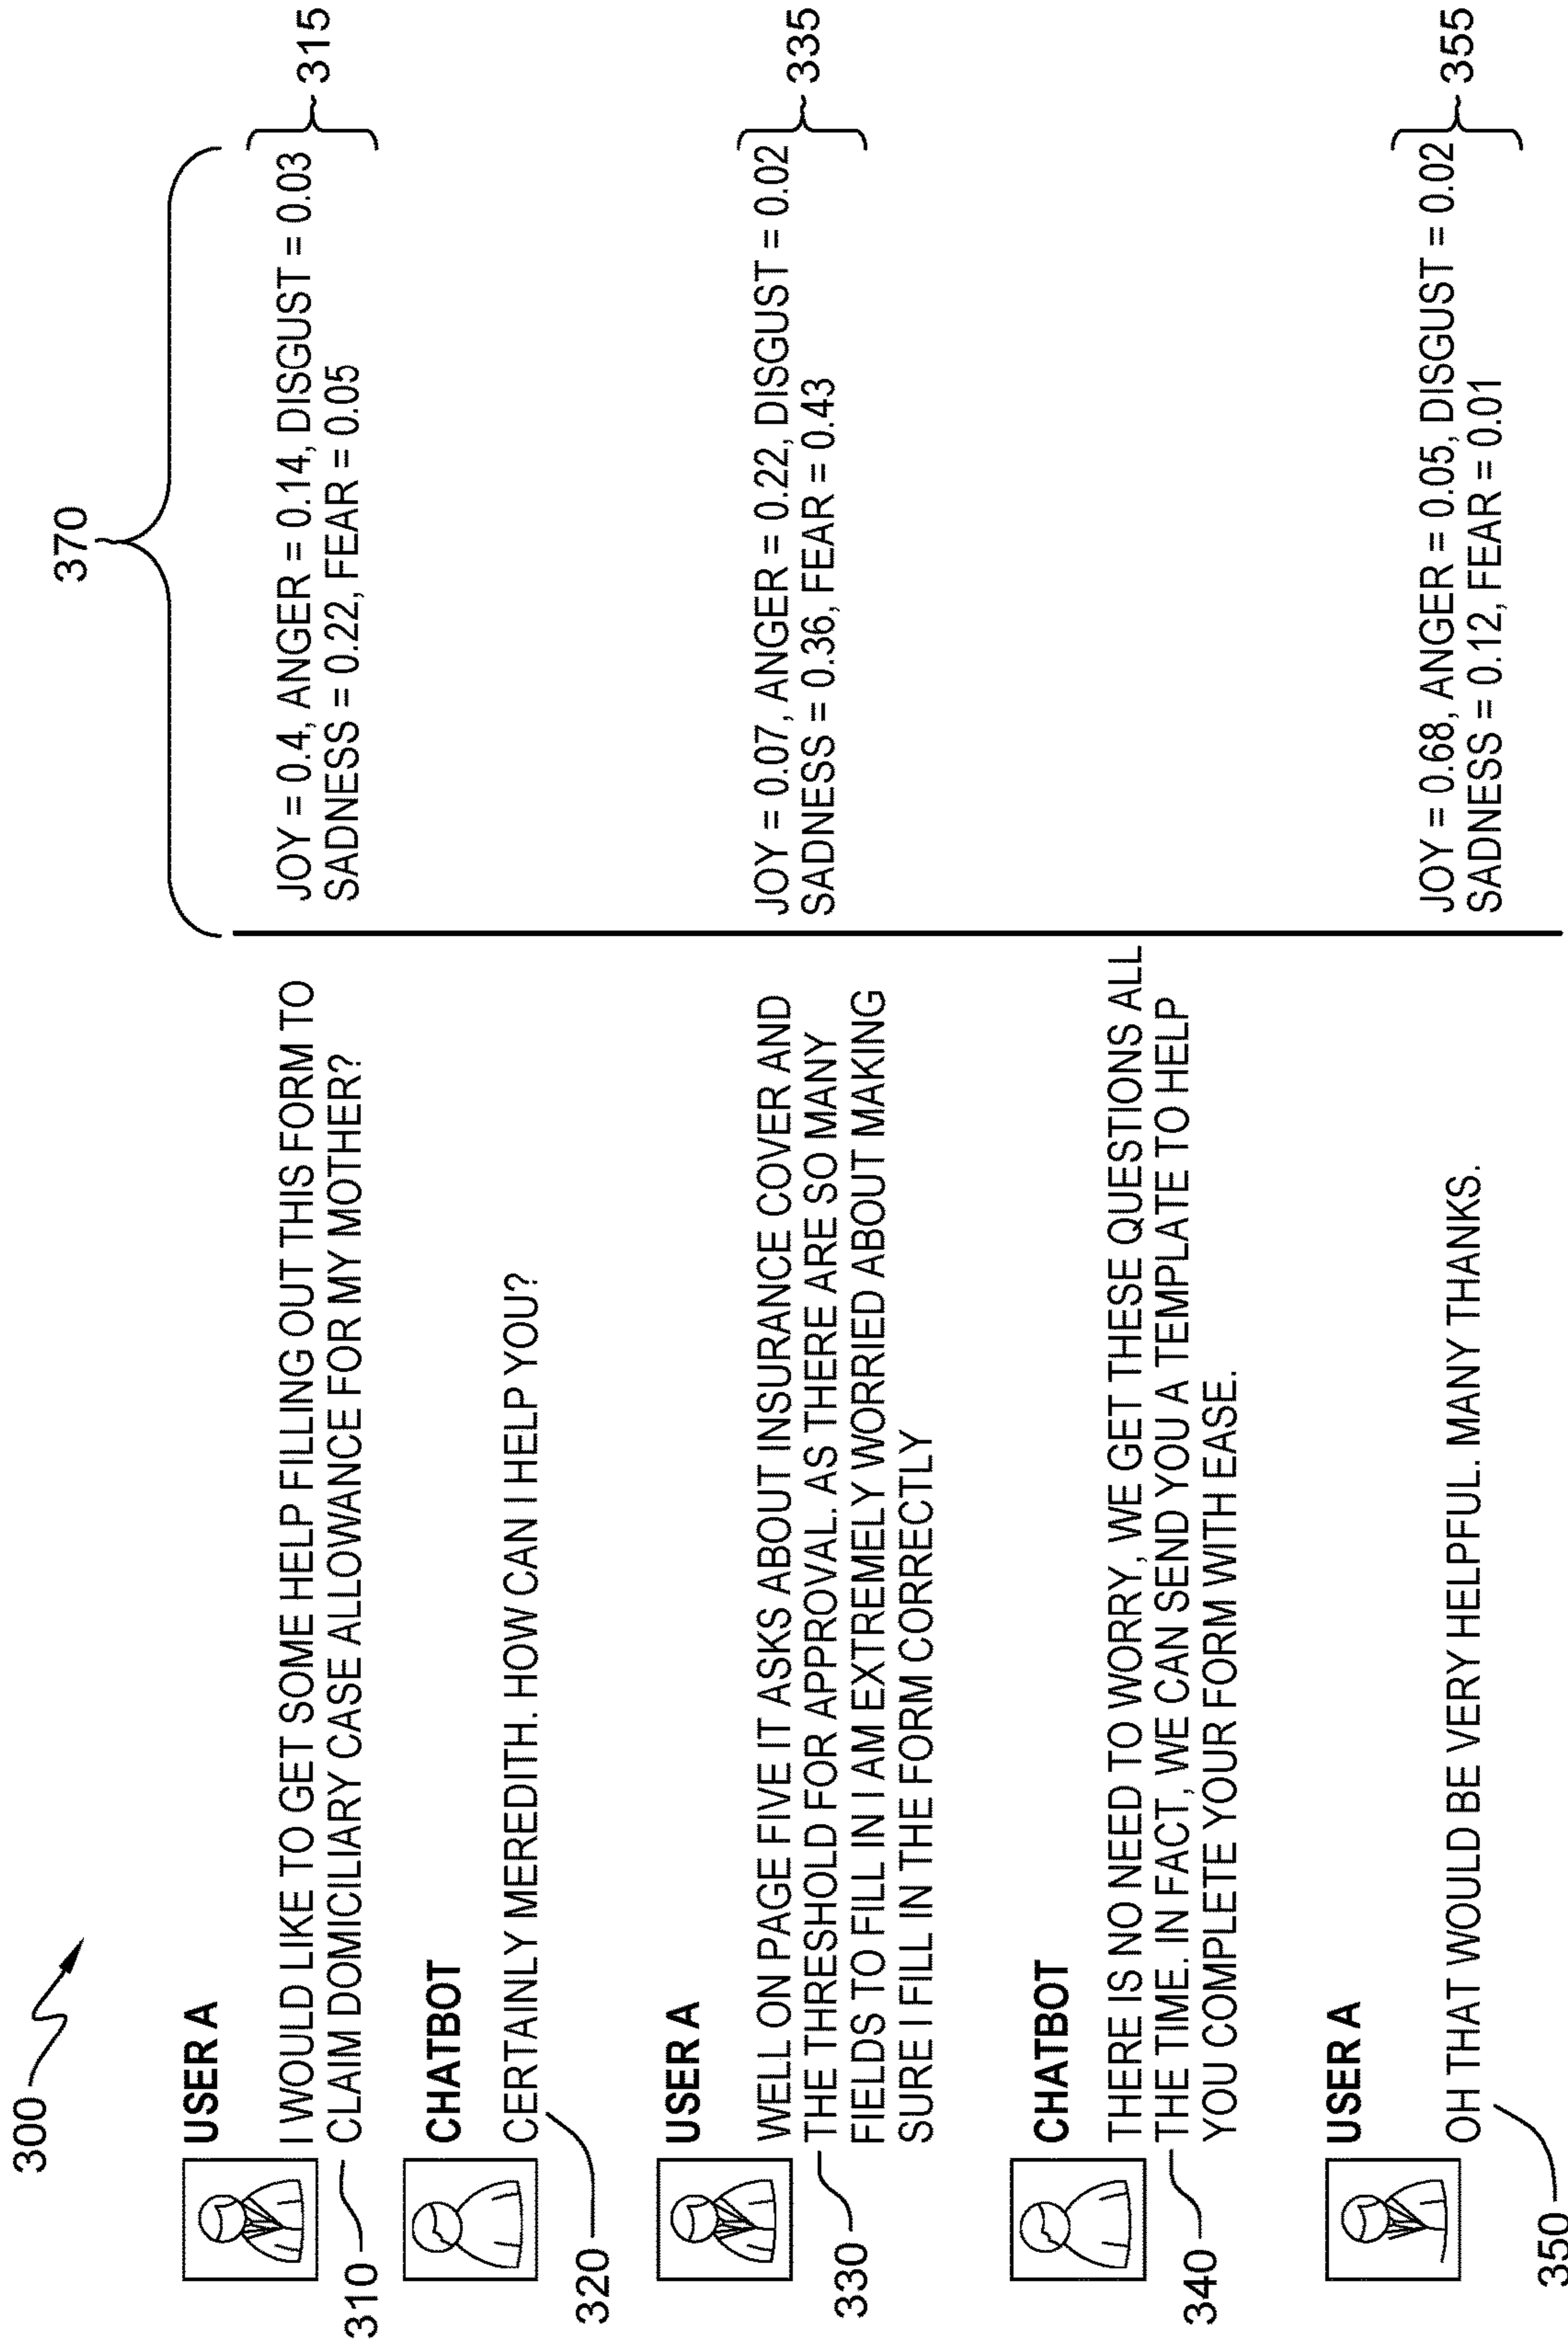 300
370
USER A
I WOULD LIKE TO GET SOME HELP FILLING OUT THIS FORM TO
CLAIM DOMICILIARY CASE ALLOWANCE FOR MY MOTHER?
310
JOY = 0.4, ANGER = 0.14, DISGUST = 0.03
SADNESS = 0.22, FEAR = 0.05
315
CHATBOT
CERTAINLY MEREDITH. HOW CAN I HELP YOU?
320
USER A
WELL ON PAGE FIVE IT ASKS ABOUT INSURANCE COVER AND
THE THRESHOLD FOR APPROVAL. AS THERE ARE SO MANY
FIELDS TO FILL IN I AM EXTREMELY WORRIED ABOUT MAKING
SURE I FILL IN THE FORM CORRECTLY
330
JOY = 0.07, ANGER = 0.22, DISGUST = 0.02
SADNESS = 0.36, FEAR = 0.43
335
CHATBOT
THERE IS NO NEED TO WORRY, WE GET THESE QUESTIONS ALL
THE TIME. IN FACT, WE CAN SEND YOU A TEMPLATE TO HELP
YOU COMPLETE YOUR FORM WITH EASE.
340
USER A
OH THAT WOULD BE VERY HELPFUL. MANY THANKS.
350
JOY = 0.68, ANGER = 0.05, DISGUST = 0.02
SADNESS = 0.12, FEAR = 0.01
355